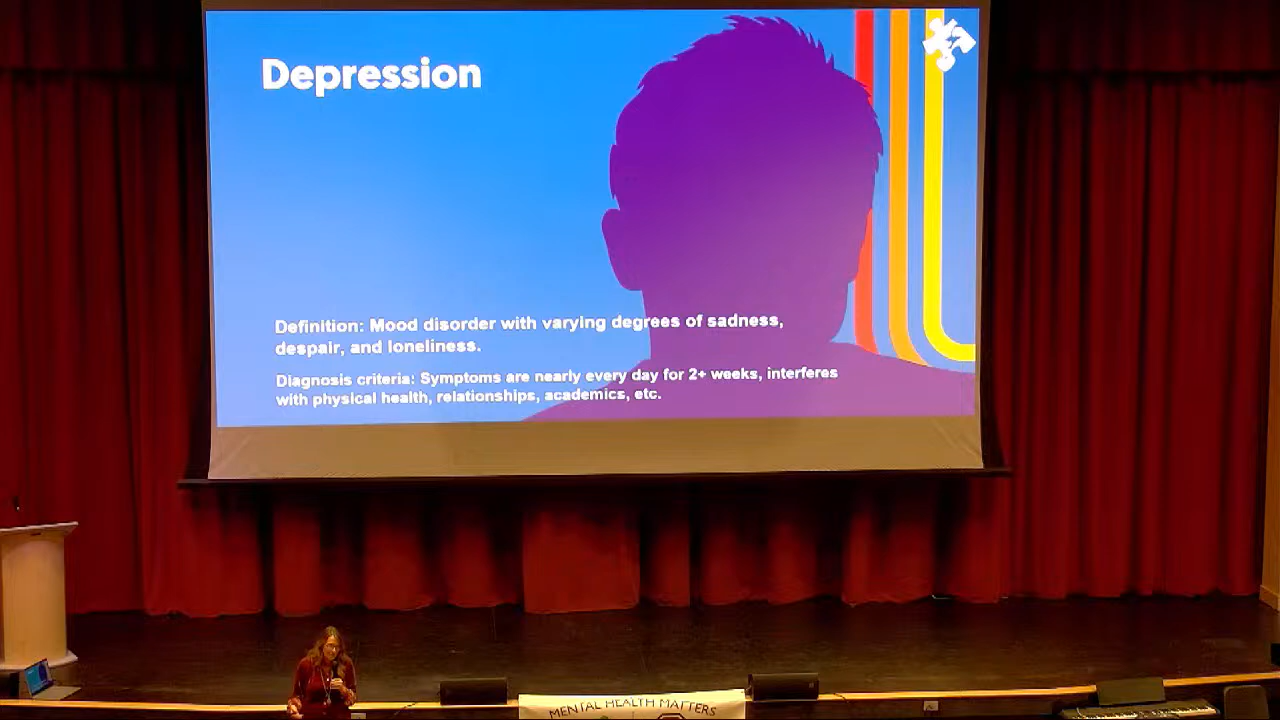 Depression
Definition: Mood disorder with varying degrees of sadness,
despair, and loneliness.
Diagnosis criteria: Symptoms are nearly every day for 2+ weeks, interferes
with physical health, relationships, academics, etc.
MENTAL HEALTH MATTERS